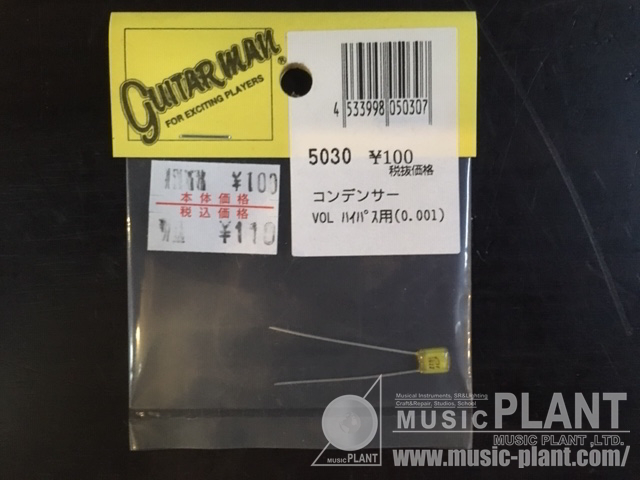 GUITAR MAN®
FOR EXCITING PLAYERS
4 533998 050307
5030 ¥100
税抜価格
コンデンサー
VOL ﾊｲﾊﾟｽ用(0.001)
¥100
本体価格
税込価格
¥110
Musical Instruments, SR&Lighting
Craft&Repair, Studios, School
MUSIC PLANT
MUSIC PLANT ,LTD.
MUSIC PLANT
www.music-plant.com/